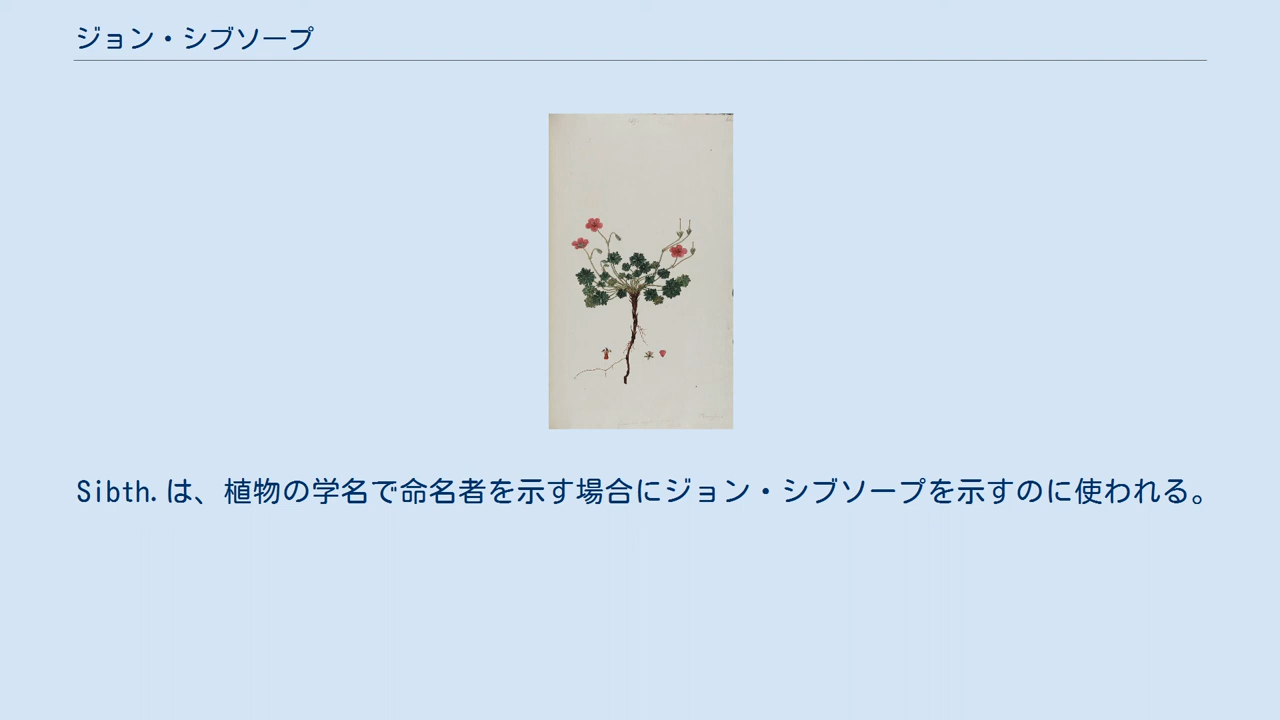 ジョン・シブソープ
Sibth.は、植物の学名で命名者を示す場合にジョン・シブソープを示すのに使われる。